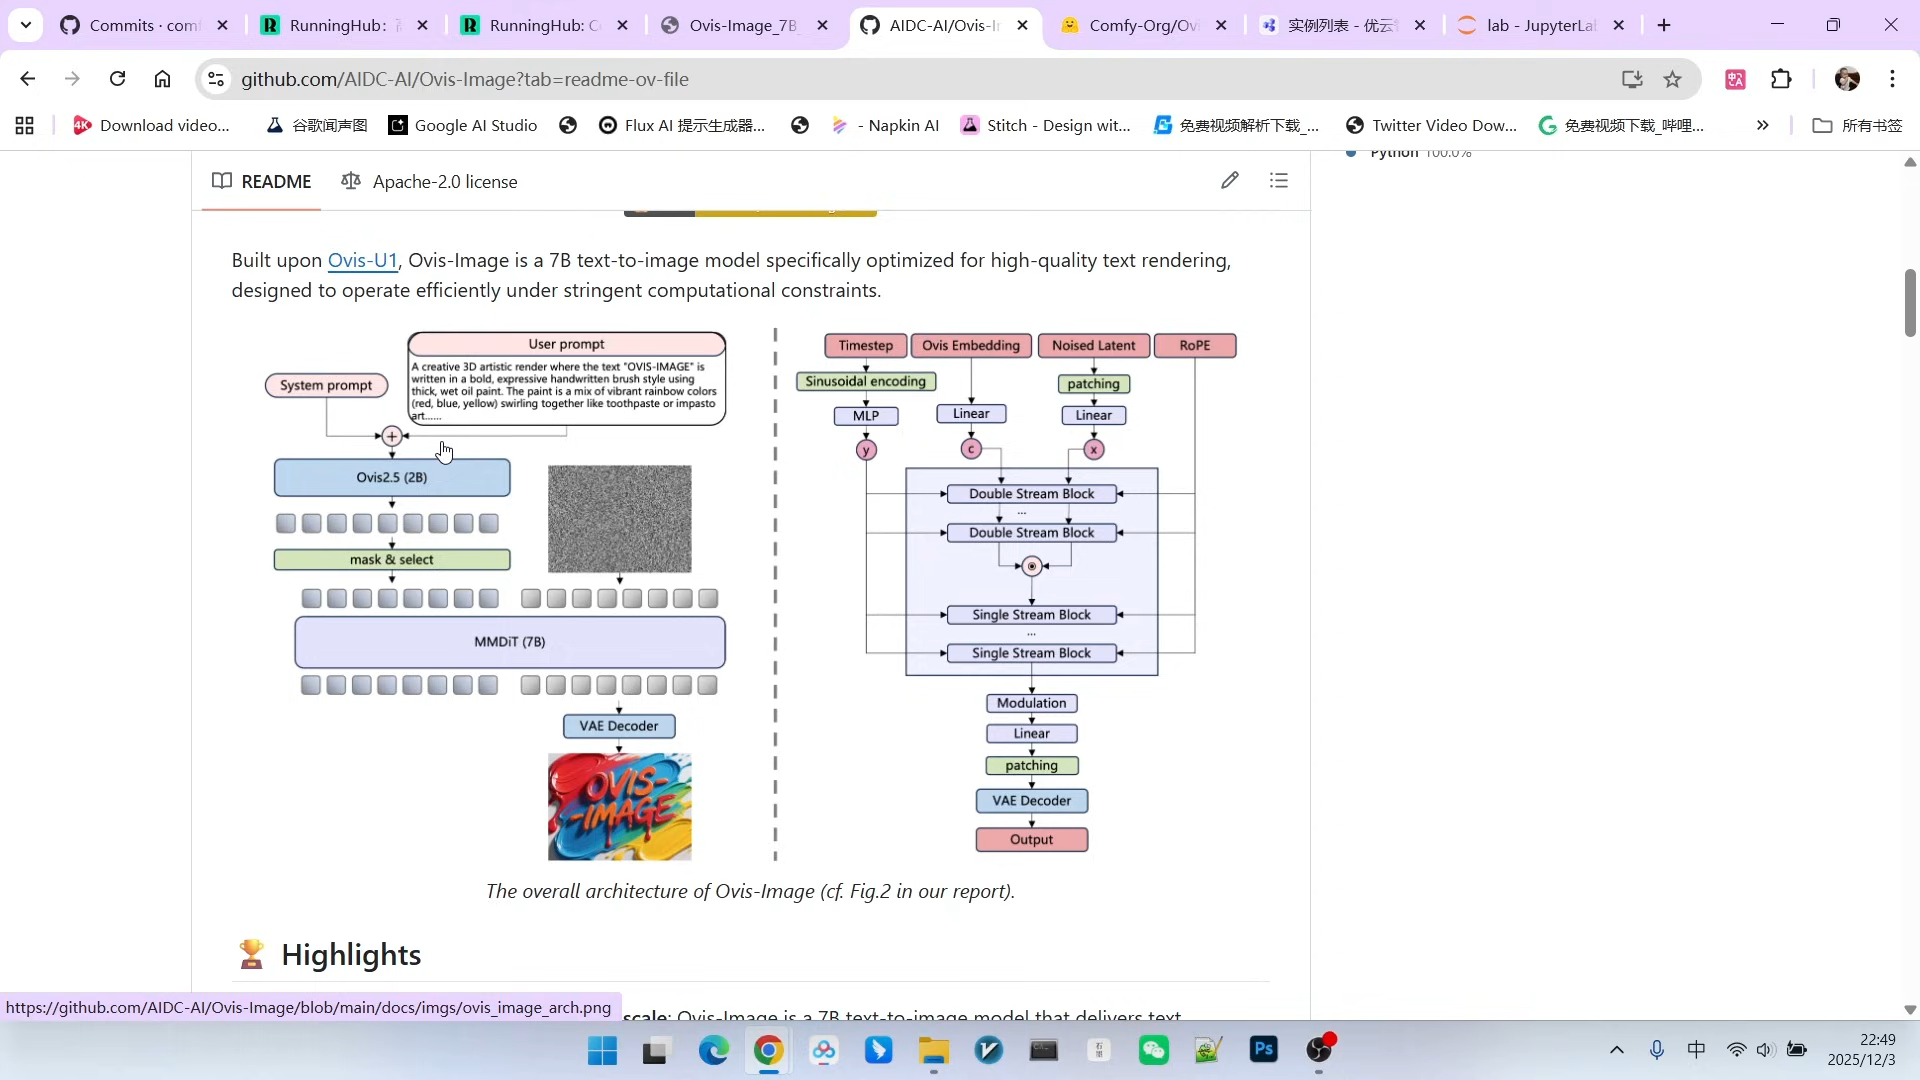 Commits · comf
RunningHub:
RunningHub: C
Ovis-Image_7B
AIDC-AI/Ovis-I
Comfy-Org/Ov
实例列表 - 优云
lab - JupyterLa
github.com/AIDC-AI/Ovis-Image?tab=readme-ov-file
Download video...
谷歌闻声图
Google AI Studio
Flux AI 提示生成器...
- Napkin AI
Stitch - Design wit...
免费视频解析下载_...
Twitter Video Dow...
免费视频下载_哔哩...
所有书签
Python 100.0%
README
Apache-2.0 license
Built upon Ovis-U1, Ovis-Image is a 7B text-to-image model specifically optimized for high-quality text rendering,
designed to operate efficiently under stringent computational constraints.
System prompt
User prompt
A creative 3D artistic render where the text "OVIS-IMAGE" is
written in a bold, expressive handwritten brush style using
thick, wet oil paint. The paint is a mix of vibrant rainbow colors
(red, blue, yellow) swirling together like toothpaste or impasto
art......
+
Ovis2.5 (2B)
mask & select
MMDiT (7B)
VAE Decoder
OVIS-
-IMAGE
Timestep
Ovis Embedding
Noised Latent
RoPE
Sinusoidal encoding
patching
MLP
Linear
Linear
y
c
x
Double Stream Block
...
Double Stream Block
Single Stream Block
...
Single Stream Block
Modulation
Linear
patching
VAE Decoder
Output
The overall architecture of Ovis-Image (cf. Fig.2 in our report).
Highlights
scale: Ovis-Image is a 7B text-to-image model that delivers text
https://github.com/AIDC-AI/Ovis-Image/blob/main/docs/imgs/ovis_image_arch.png
Ps
中
22:49
2025/12/3